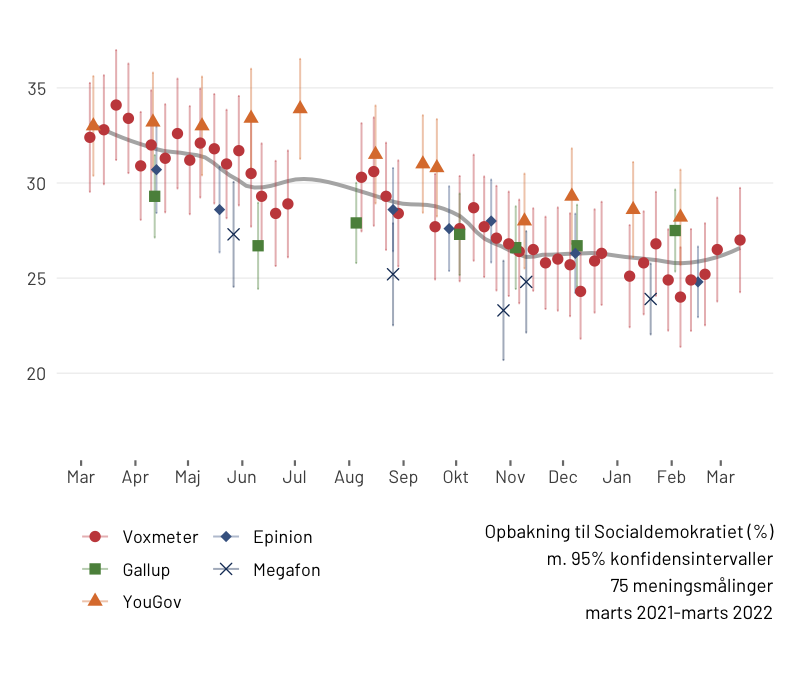 35
30
25
20
Mar Apr Maj Jun Jul Aug Sep Okt Nov Dec Jan Feb Mar
Voxmeter Epinion
Gallup Megafon
YouGov
Opbakning til Socialdemokratiet (%)
m. 95% konfidensintervaller
75 meningsmålinger
marts 2021-marts 2022